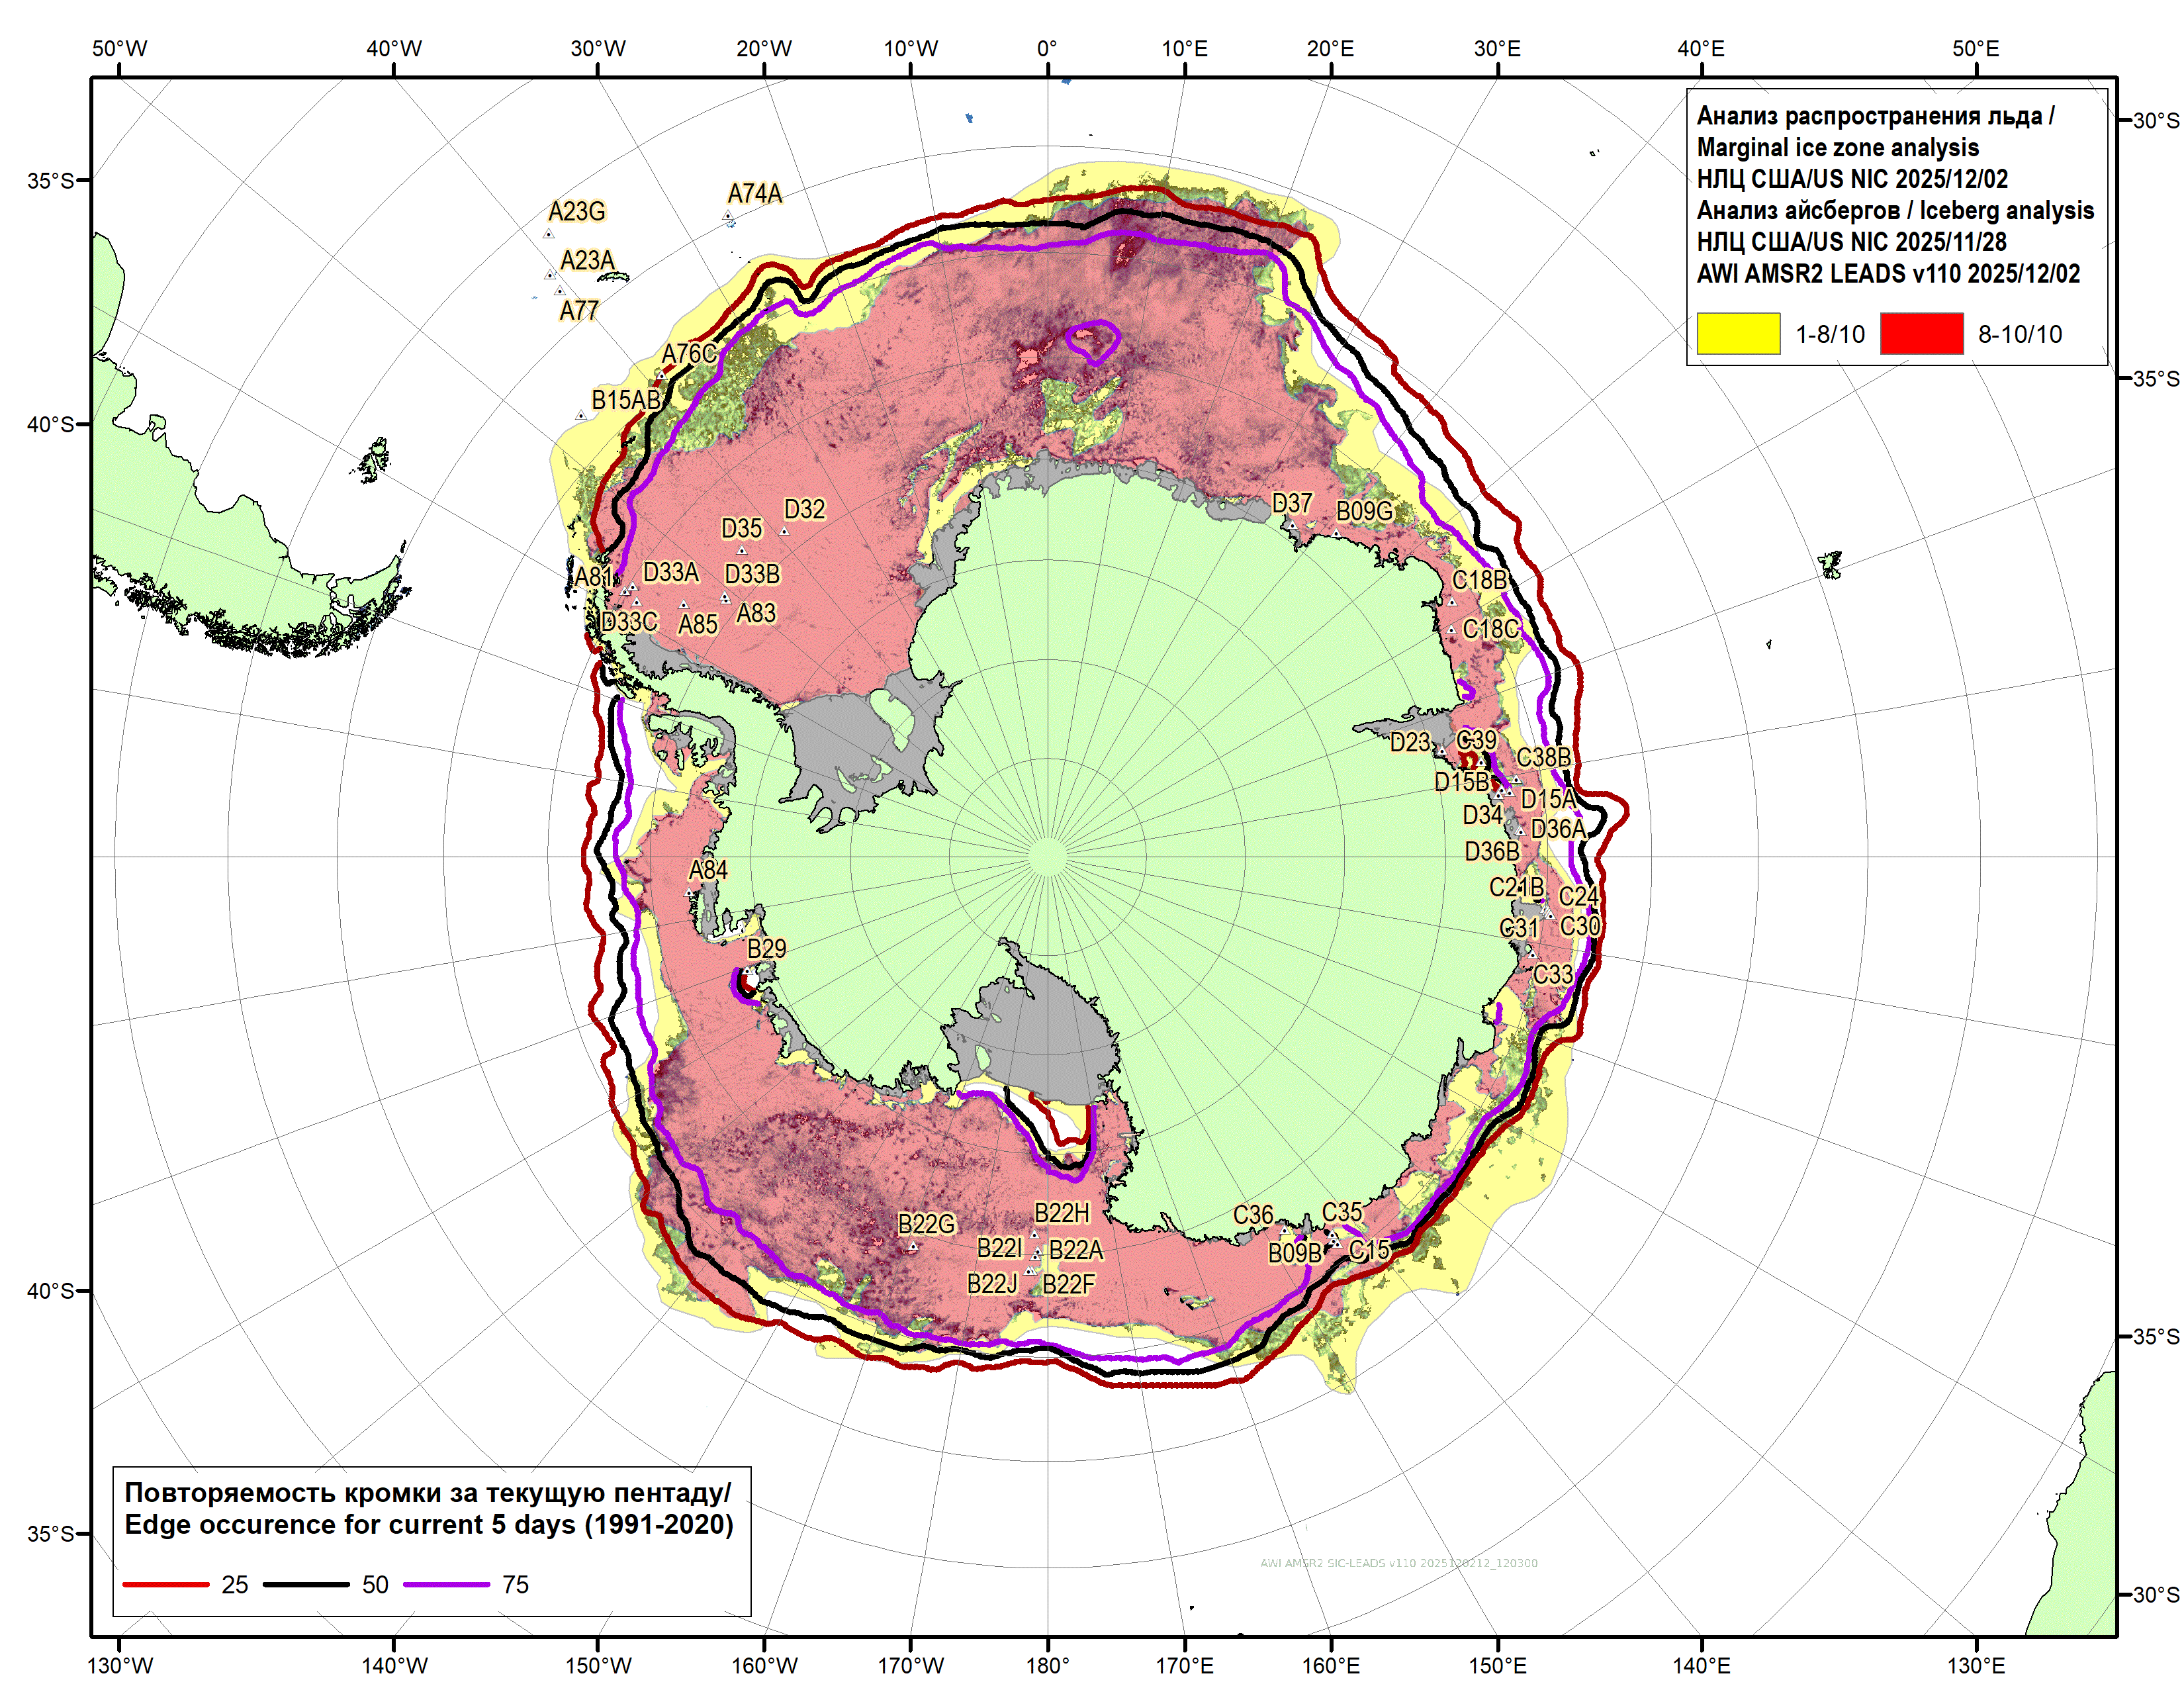 50°W 40°W 30°W 20°W 10°W 0° 10°E 20°E 30°E 40°E 50°E
Анализ распространения льда /
Marginal ice zone analysis
НЛЦ США/US NIC 2025/12/02
Анализ айсбергов / Iceberg analysis
НЛЦ США/US NIC 2025/11/28
AWI AMSR2 LEADS v110 2025/12/02
1-8/10 8-10/10
30°S
35°S
35°S
40°S
40°S
35°S
35°S
30°S
A74A
A23G
A23A
A77
A76C
B15AB
D32
D37
B09G
D35
A81
D33A
D33B
C18B
D33C
A85
A83
C18C
D23
C39
C38B
D15B
D15A
D34
D36A
D36B
A84
C21B
C24
C31
C30
B29
C33
B22H
C36
C35
B22G
B22I
B22A
B09B
C15
B22J
B22F
Повторяемость кромки за текущую пентаду/
Edge occurence for current 5 days (1991-2020)
25 50 75
AWI AMSR2 SIC-LEADS v110 2025120212_120300
130°W 140°W 150°W 160°W 170°W 180° 170°E 160°E 150°E 140°E 130°E